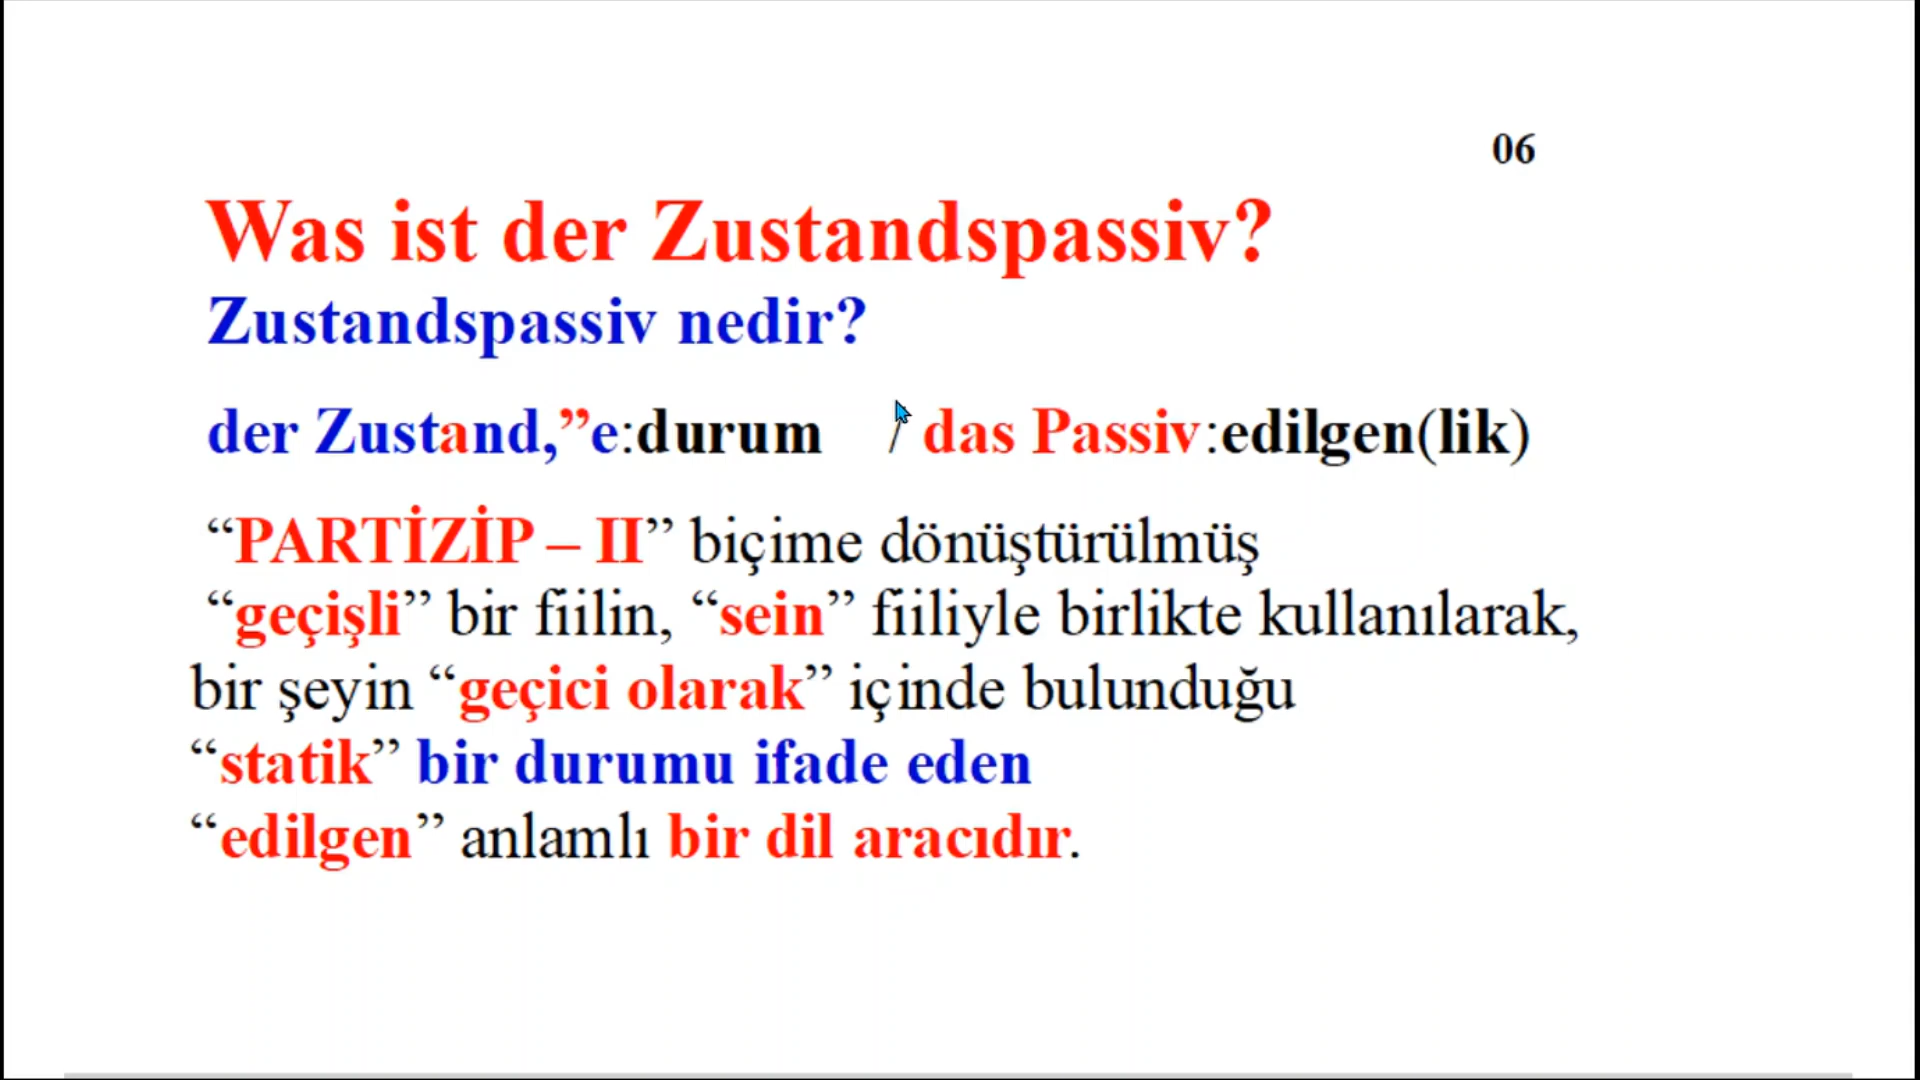 06
Was ist der Zustandspassiv?
Zustandspassiv nedir?
der Zustand,”e:durum / das Passiv:edilgen(lik)
“PARTİZİP – II” biçime dönüştürülmüş
“geçişli” bir fiilin, “sein” fiiliyle birlikte kullanılarak,
bir şeyin “geçici olarak” içinde bulunduğu
“statik” bir durumu ifade eden
“edilgen” anlamlı bir dil aracıdır.